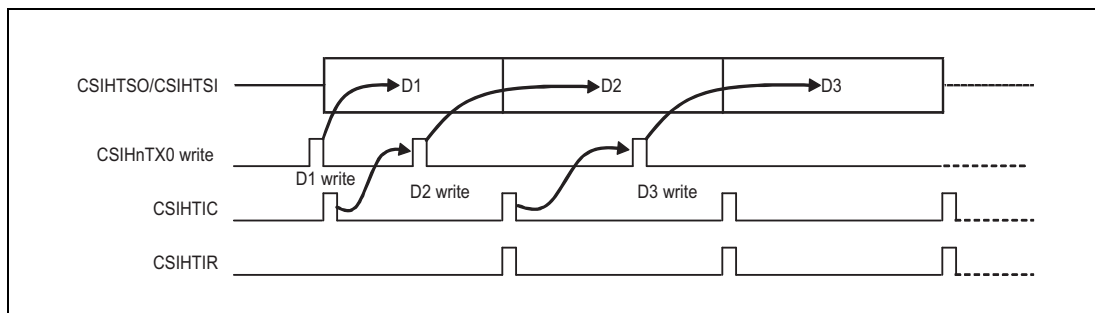 CSIHTSO/CSIHTSI
D1
D2
D3
CSIHnTX0 write
D1 write
D2 write
D3 write
CSIHTIC
CSIHTIR